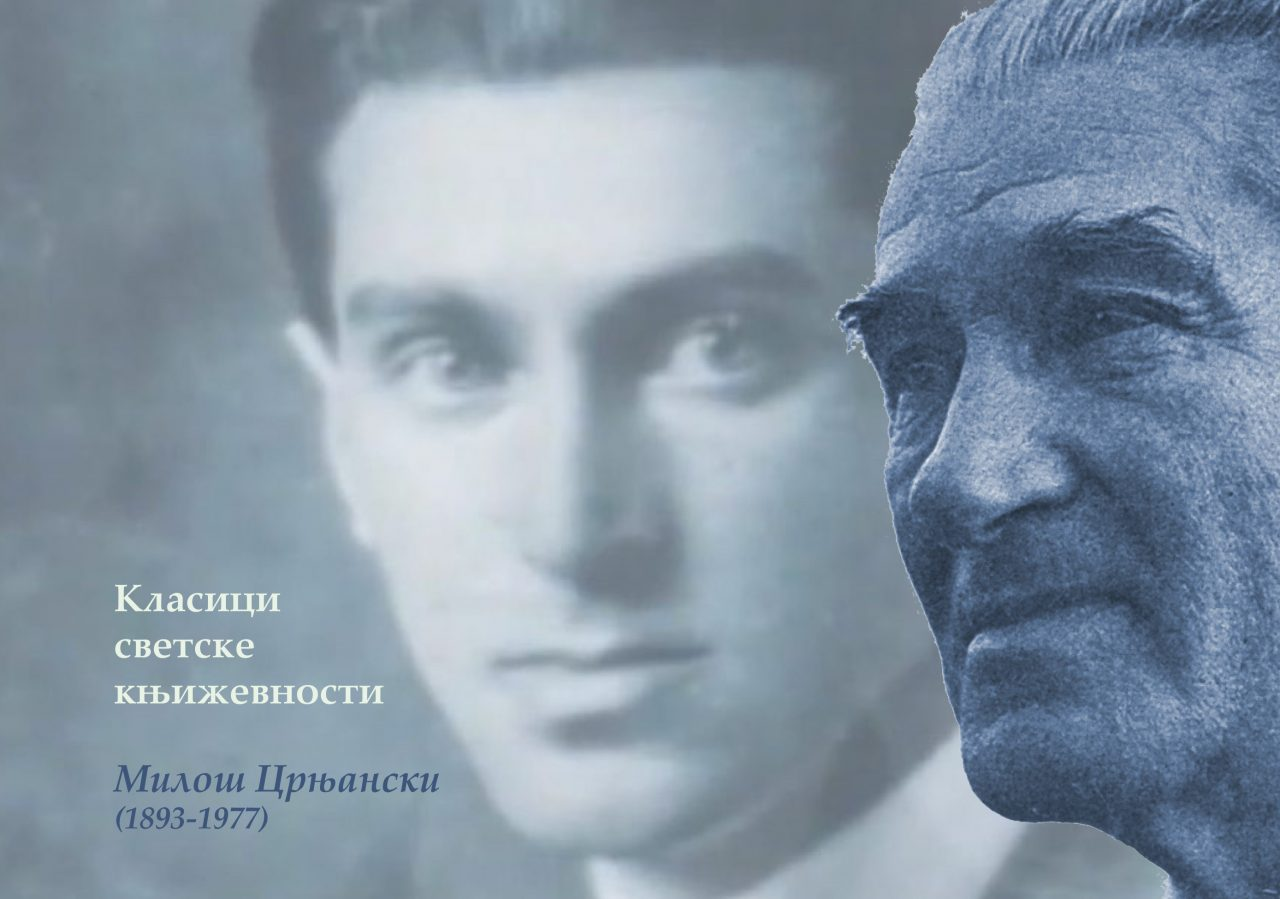 Класици
светске
књижевности
Милош Црњански
(1893-1977)